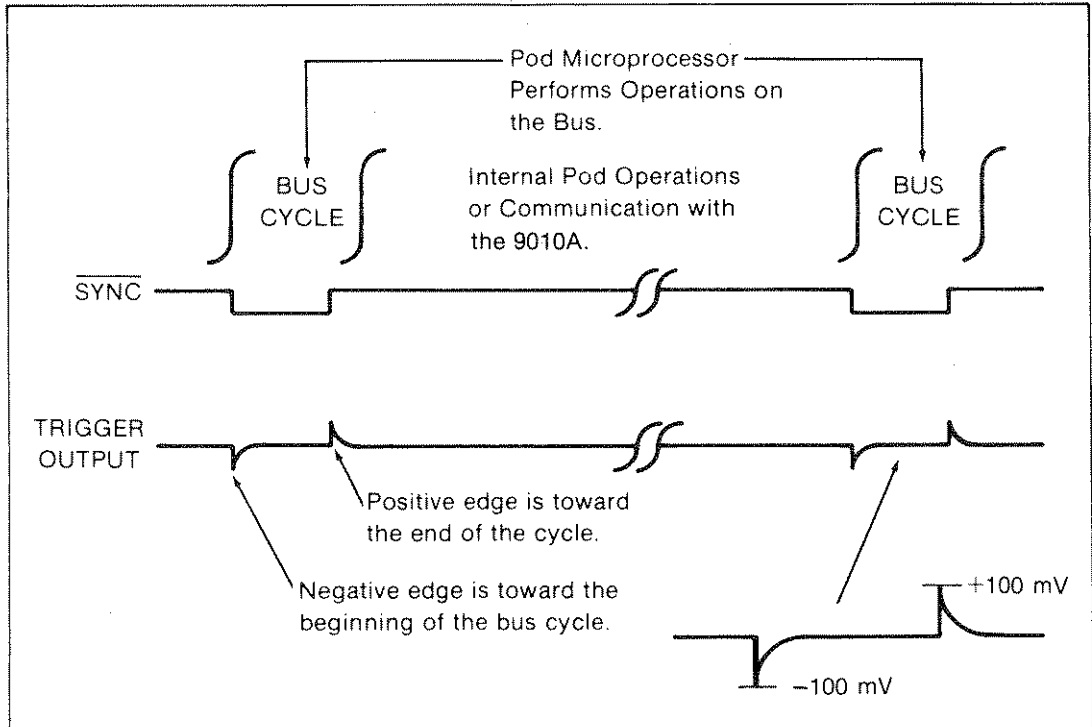 Pod Microprocessor
Performs Operations on
the Bus.
BUS
CYCLE
Internal Pod Operations
or Communication with
the 9010A.
BUS
CYCLE
SYNC
TRIGGER
OUTPUT
Positive edge is toward
the end of the cycle.
Negative edge is toward the
beginning of the bus cycle.
+100 mV
−100 mV